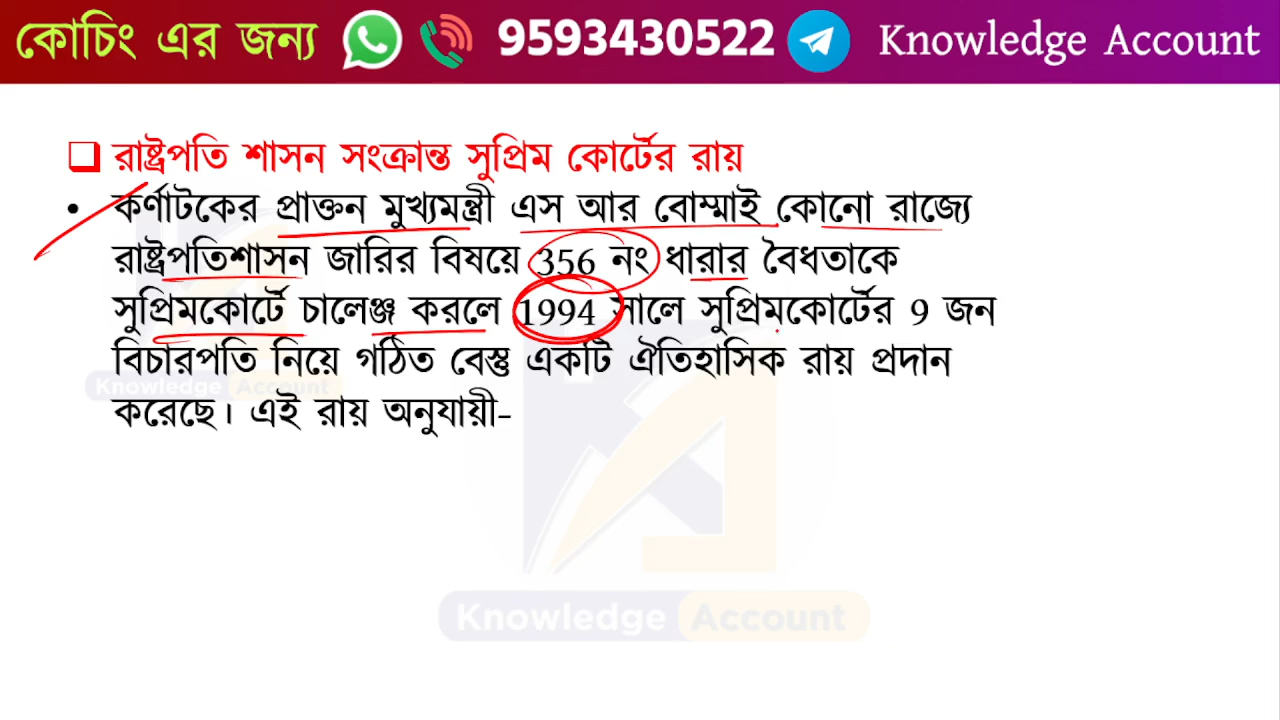 কোচিং এর জন্য 9593430522 Knowledge Account
রাষ্ট্রপতি শাসন সংক্রান্ত সুপ্রিম কোর্টের রায়
• কর্ণাটকের প্রাক্তন মুখ্যমন্ত্রী এস আর বোম্মাই কোনো রাজ্যে
রাষ্ট্রপতিশাসন জারির বিষয়ে 356 নং ধারার বৈধতাকে
সুপ্রিমকোর্টে চালেঞ্জ করলে 1994 সালে সুপ্রিমকোর্টের 9 জন
বিচারপতি নিয়ে গঠিত বেস্তু একটি ঐতিহাসিক রায় প্রদান
করেছে। এই রায় অনুযায়ী-
Knowledge Account
Knowledge Account